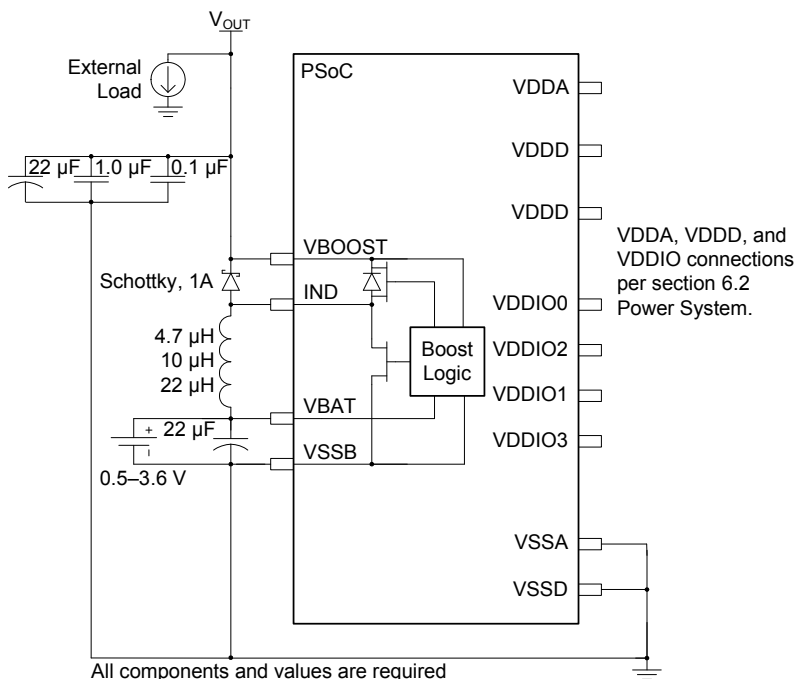 VOUT
External
Load
PSoC
VDDA
VDDD
22 µF 1.0 µF 0.1 µF
VDDD
VDDA, VDDD, and
VDDIO connections
per section 6.2
Power System.
VBOOST
Schottky, 1A
IND
VDDIO0
4.7 µH
10 µH
22 µH
Boost
Logic
VDDIO2
VDDIO1
VBAT
VDDIO3
+
22 µF
–
VSSB
0.5–3.6 V
VSSA
VSSD
All components and values are required